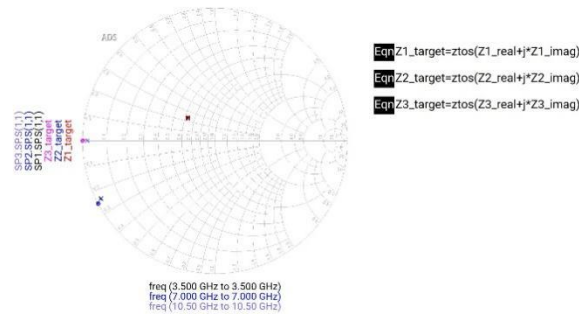 ADS
SP3.SP.S(1,1)
SP2.SP.S(1,1)
SP1.SP.S(1,1)
Z3_target
Z2_target
Z1_target
freq (3.500 GHz to 3.500 GHz)
freq (7.000 GHz to 7.000 GHz)
freq (10.50 GHz to 10.50 GHz)
Eqn Z1_target=ztos(Z1_real+j*Z1_imag)
Eqn Z2_target=ztos(Z2_real+j*Z2_imag)
Eqn Z3_target=ztos(Z3_real+j*Z3_imag)